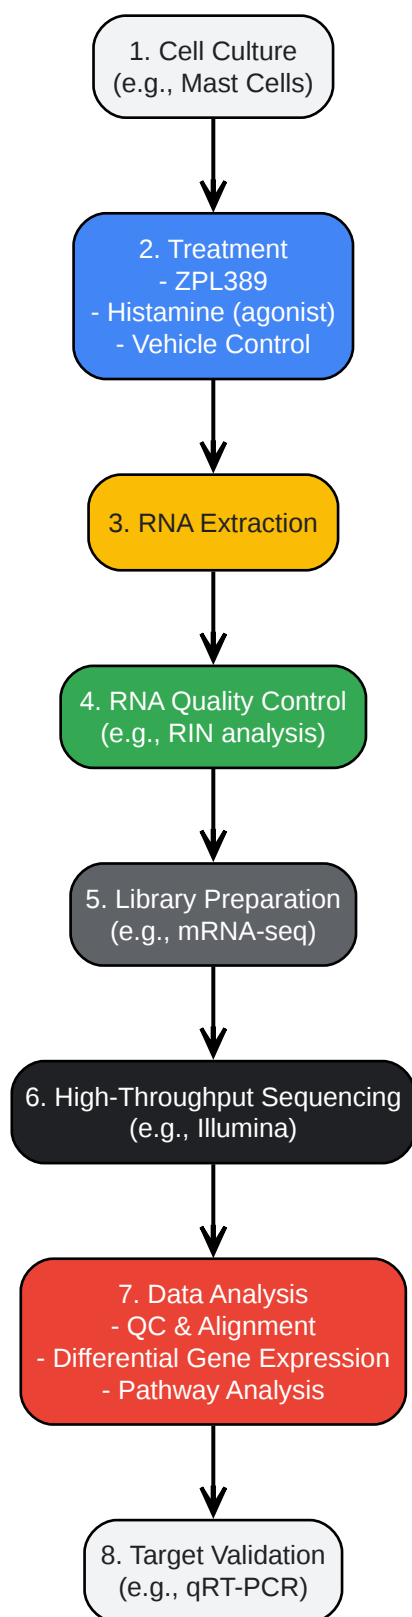 1. Cell Culture
(e.g., Mast Cells)
2. Treatment
- ZPL389
- Histamine (agonist)
- Vehicle Control
3. RNA Extraction
4. RNA Quality Control
(e.g., RIN analysis)
5. Library Preparation
(e.g., mRNA-seq)
6. High-Throughput Sequencing
(e.g., Illumina)
7. Data Analysis
- QC & Alignment
- Differential Gene Expression
- Pathway Analysis
8. Target Validation
(e.g., qRT-PCR)